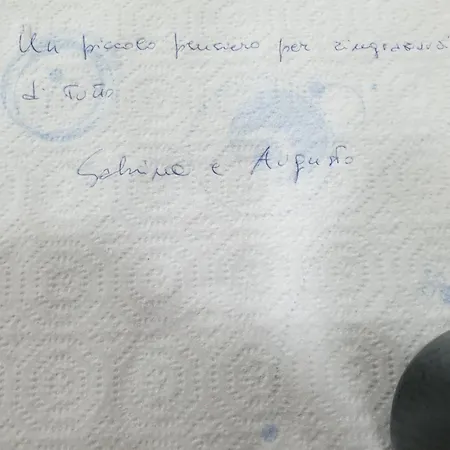 Un piccolo pensiero per ringraziarvi
di tutto
Sabrina e Augusto